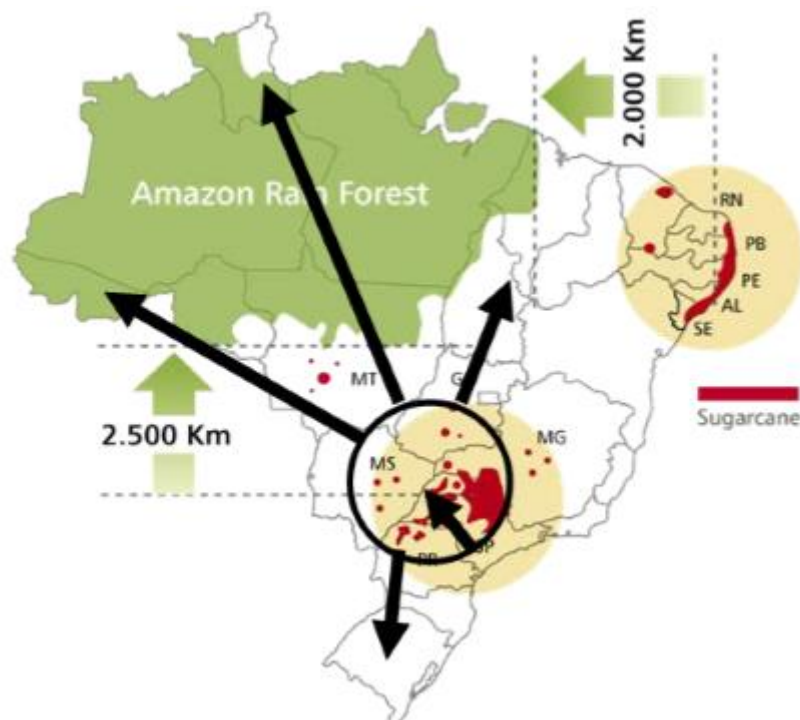 2.000 Km
Amazon Rain Forest
RN
PB
PE
AL
SE
MT
G
Sugarcane
2.500 Km
MG
MS
PR
SP